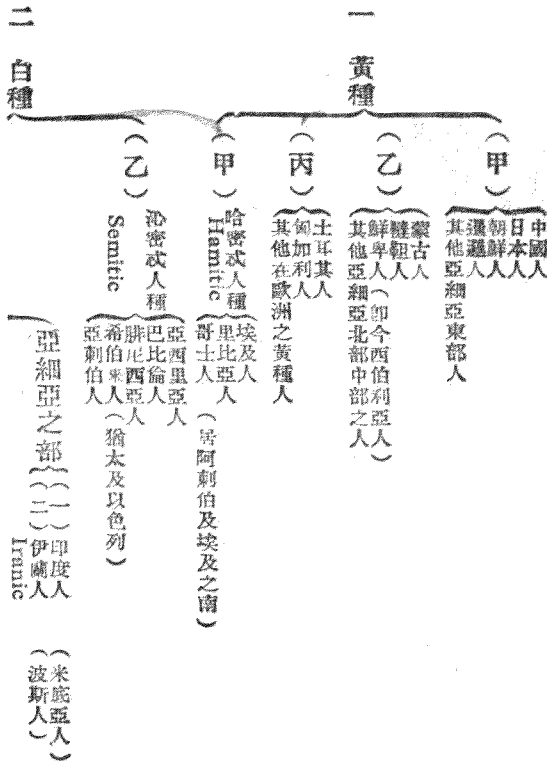 一 黃種
(甲)
中國人
日本人
朝鮮人
暹邏人
其他亞細亞東部人
(乙)
蒙古人
韃靼人
鮮卑人(卽今西伯利亞人)
其他亞細亞北部中部之人
(丙)
土耳其人
匈加利人
其他在歐洲之黃種人
二 白種
(甲)
哈密忒人種
Hamitic
埃及人
里比亞人
哥士人(居阿剌伯及埃及之南)
(乙)
沁密忒人種
Semitic
亞西里亞人
巴比倫人
腓尼西亞人
希伯來人(猶太及以色列)
亞剌伯人
亞細亞之部
(一)印度人
(二)伊蘭人
Iranic
(米底亞人)
(波斯人)